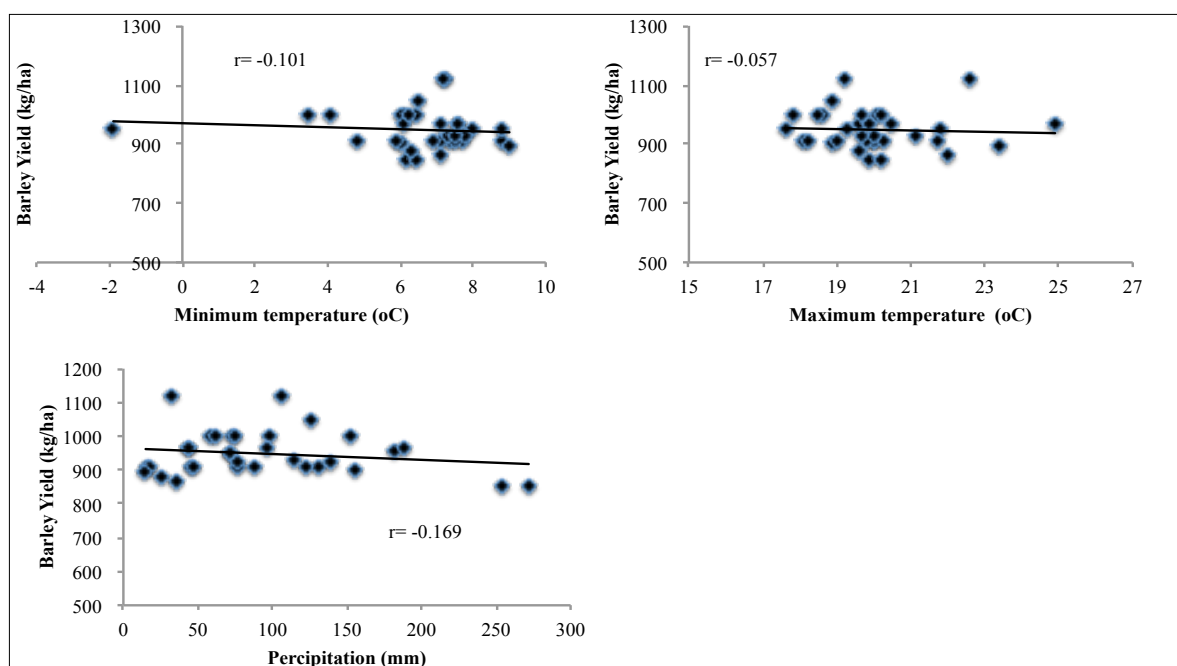 1300
1100
900
700
500
Barley Yield (kg/ha)
r= -0.101
-4 -2 0 2 4 6 8 10
Minimum temperature (oC)
1300
1100
900
700
500
Barley Yield (kg/ha)
r= -0.057
15 17 19 21 23 25 27
Maximum temperature (oC)
1200
1100
1000
900
800
700
600
500
Barley Yield (kg/ha)
r= -0.169
0 50 100 150 200 250 300
Percipitation (mm)